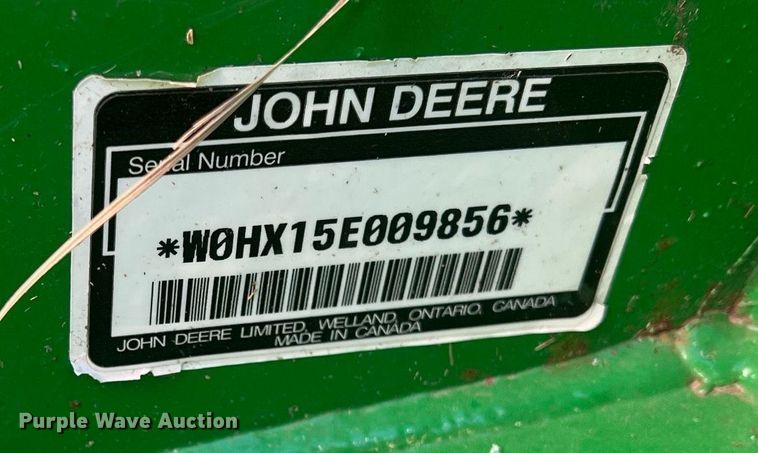 JOHN DEERE
Serial Number
*W0HX15E009856*
JOHN DEERE LIMITED, WELLAND, ONTARIO, CANADA
MADE IN CANADA
Purple Wave Auction